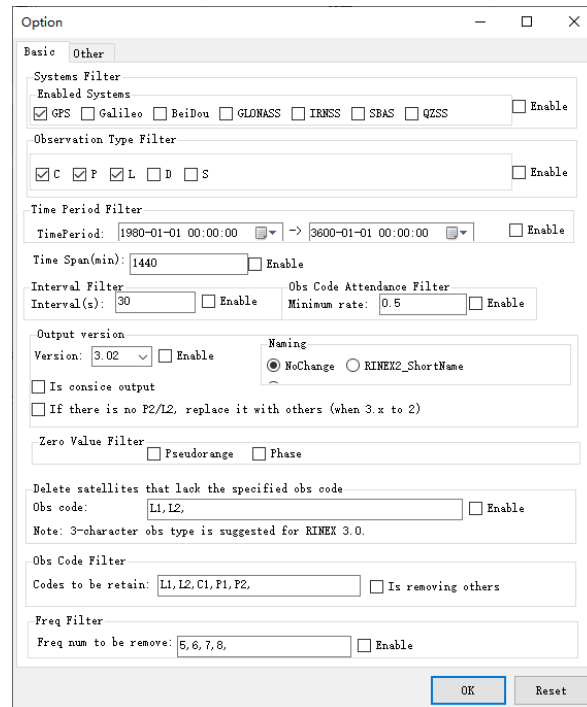 Option
Basic Other
Systems Filter
Enabled Systems
GPS Galileo BeiDou GLONASS IRNSS SBAS QZSS Enable
Observation Type Filter
C P L D S Enable
Time Period Filter
TimePeriod: 1980-01-01 00:00:00 -> 3600-01-01 00:00:00 Enable
Time Span(min): 1440 Enable
Interval Filter Obs Code Attendance Filter
Interval(s): 30 Enable Minimum rate: 0.5 Enable
Output version Naming
Version: 3.02 Enable NoChange RINEX2_ShortName
Is consice output
If there is no P2/L2, replace it with others (when 3.x to 2)
Zero Value Filter
Pseudorange Phase
Delete satellites that lack the specified obs code
Obs code: L1, L2, Enable
Note: 3-character obs type is suggested for RINEX 3.0.
Obs Code Filter
Codes to be retain: L1, L2, C1, P1, P2, Is removing others
Freq Filter
Freq num to be remove: 5, 6, 7, 8, Enable
OK Reset